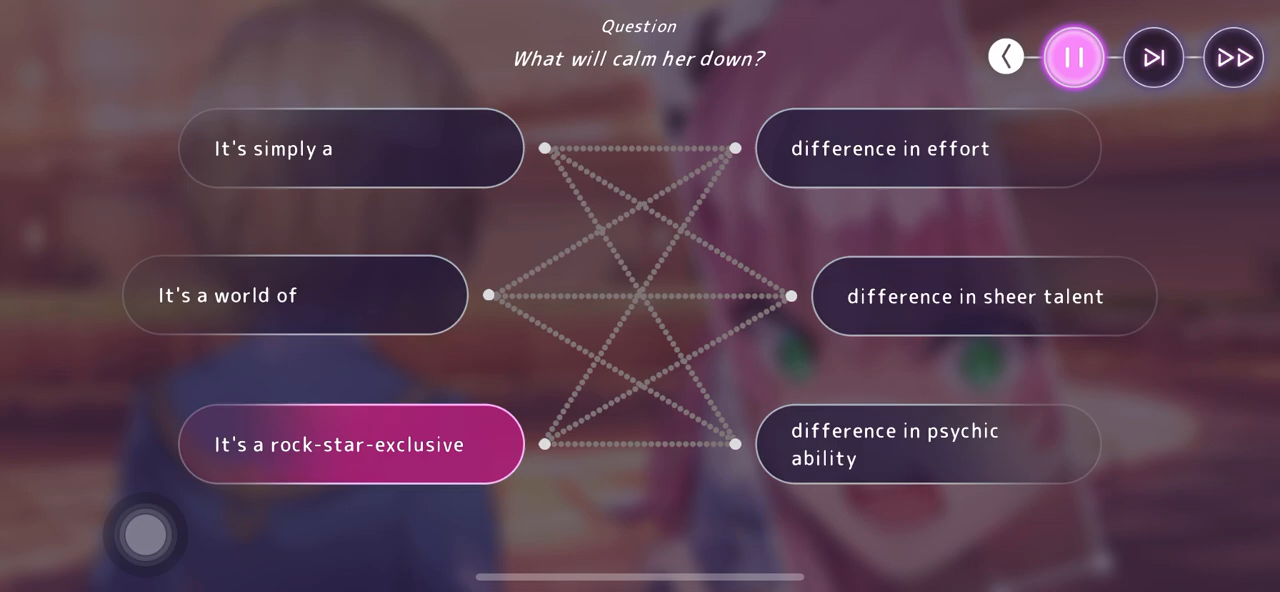 Question
What will calm her down?
It's simply a
difference in effort
It's a world of
difference in sheer talent
It's a rock-star-exclusive
difference in psychic
ability